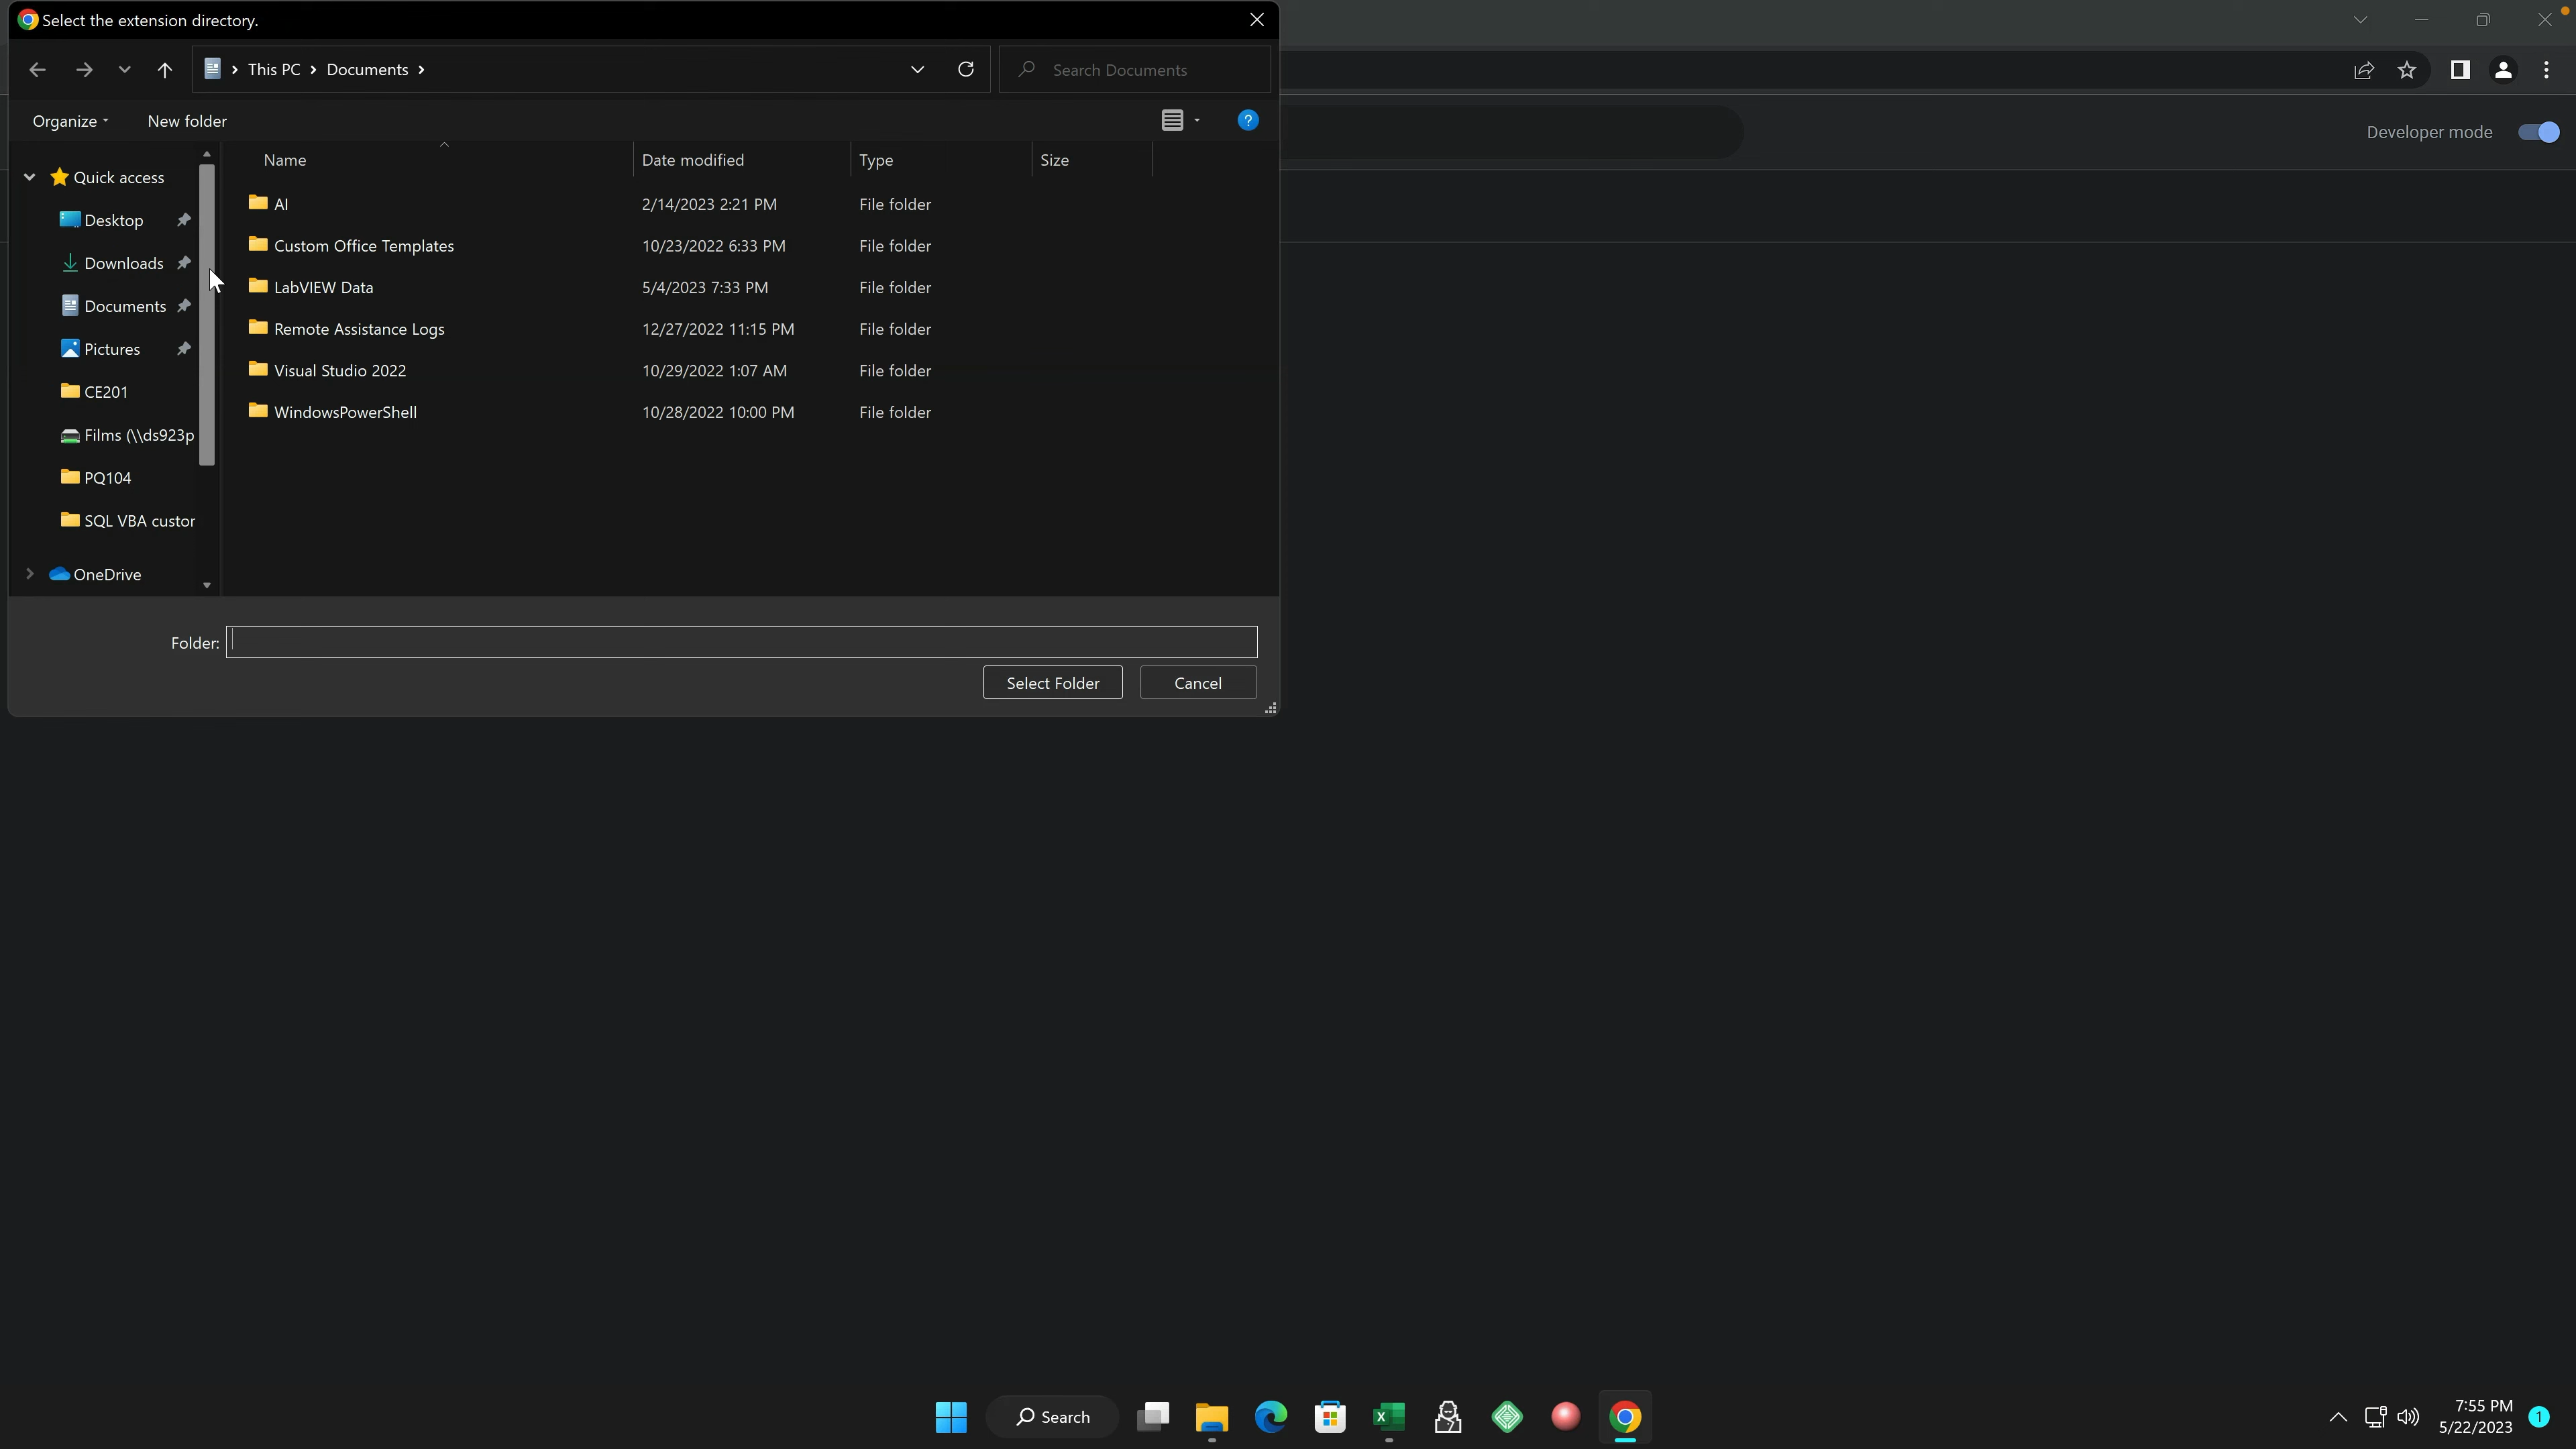 Select the extension directory.
This PC > Documents >
Search Documents
Organize
New folder
Developer mode
Name
Date modified
Type
Size
Quick access
Desktop
Downloads
Documents
Pictures
CE201
Films (\\ds923p
PQ104
SQL VBA custor
OneDrive
AI 2/14/2023 2:21 PM File folder
Custom Office Templates 10/23/2022 6:33 PM File folder
LabVIEW Data 5/4/2023 7:33 PM File folder
Remote Assistance Logs 12/27/2022 11:15 PM File folder
Visual Studio 2022 10/29/2022 1:07 AM File folder
WindowsPowerShell 10/28/2022 10:00 PM File folder
Folder:
Select Folder
Cancel
Search
7:55 PM
5/22/2023
1